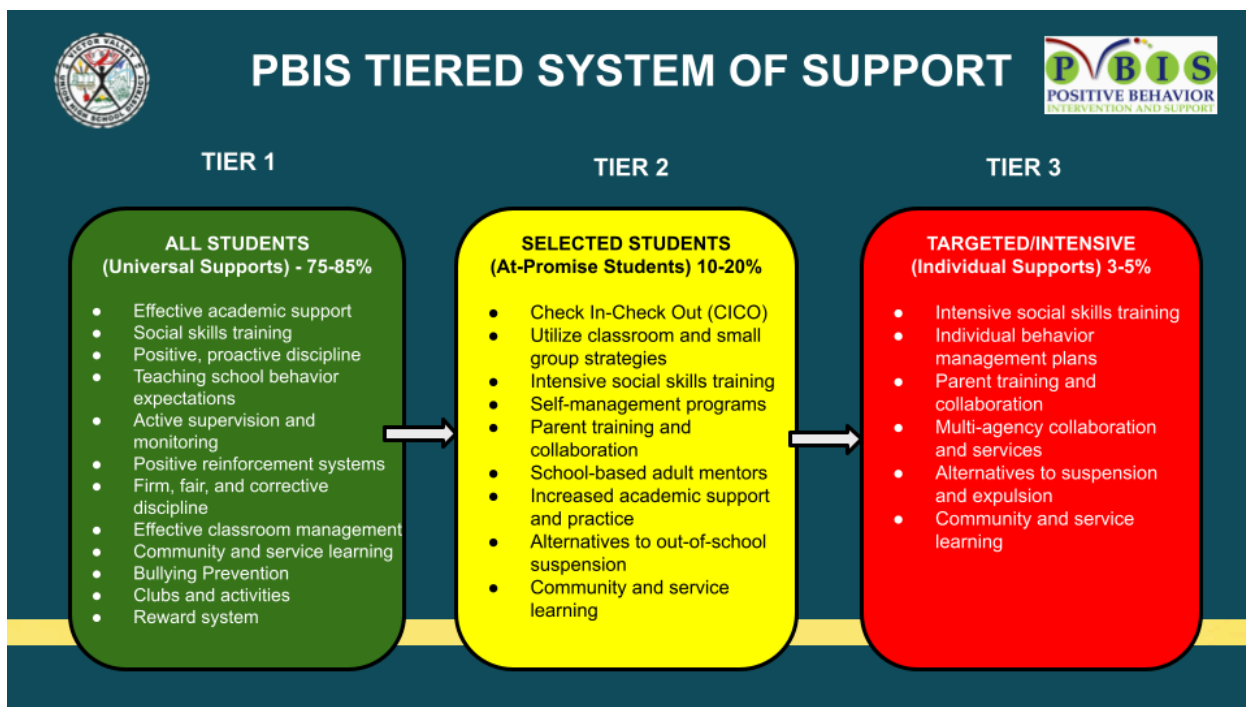 VICTOR VALLEY
UNION HIGH SCHOOL DISTRICT
PBIS TIERED SYSTEM OF SUPPORT
PBIS
POSITIVE BEHAVIOR
INTERVENTION AND SUPPORT
TIER 1
ALL STUDENTS
(Universal Supports) - 75-85%
● Effective academic support
● Social skills training
● Positive, proactive discipline
● Teaching school behavior
expectations
● Active supervision and
monitoring
● Positive reinforcement systems
● Firm, fair, and corrective
discipline
● Effective classroom management
● Community and service learning
● Bullying Prevention
● Clubs and activities
● Reward system
TIER 2
SELECTED STUDENTS
(At-Promise Students) 10-20%
● Check In-Check Out (CICO)
● Utilize classroom and small
group strategies
● Intensive social skills training
● Self-management programs
● Parent training and
collaboration
● School-based adult mentors
● Increased academic support
and practice
● Alternatives to out-of-school
suspension
● Community and service
learning
TIER 3
TARGETED/INTENSIVE
(Individual Supports) 3-5%
● Intensive social skills training
● Individual behavior
management plans
● Parent training and
collaboration
● Multi-agency collaboration
and services
● Alternatives to suspension
and expulsion
● Community and service
learning